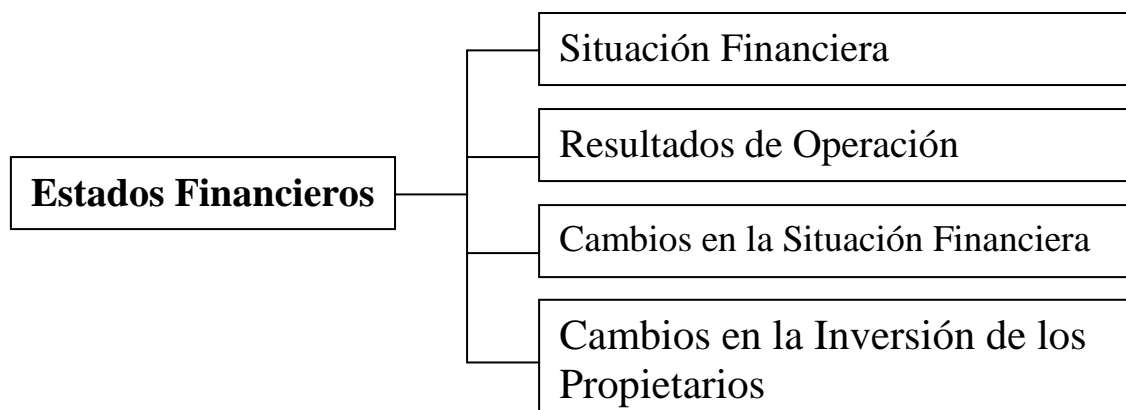 Situación Financiera
Resultados de Operación
Estados Financieros
Cambios en la Situación Financiera
Cambios en la Inversión de los
Propietarios